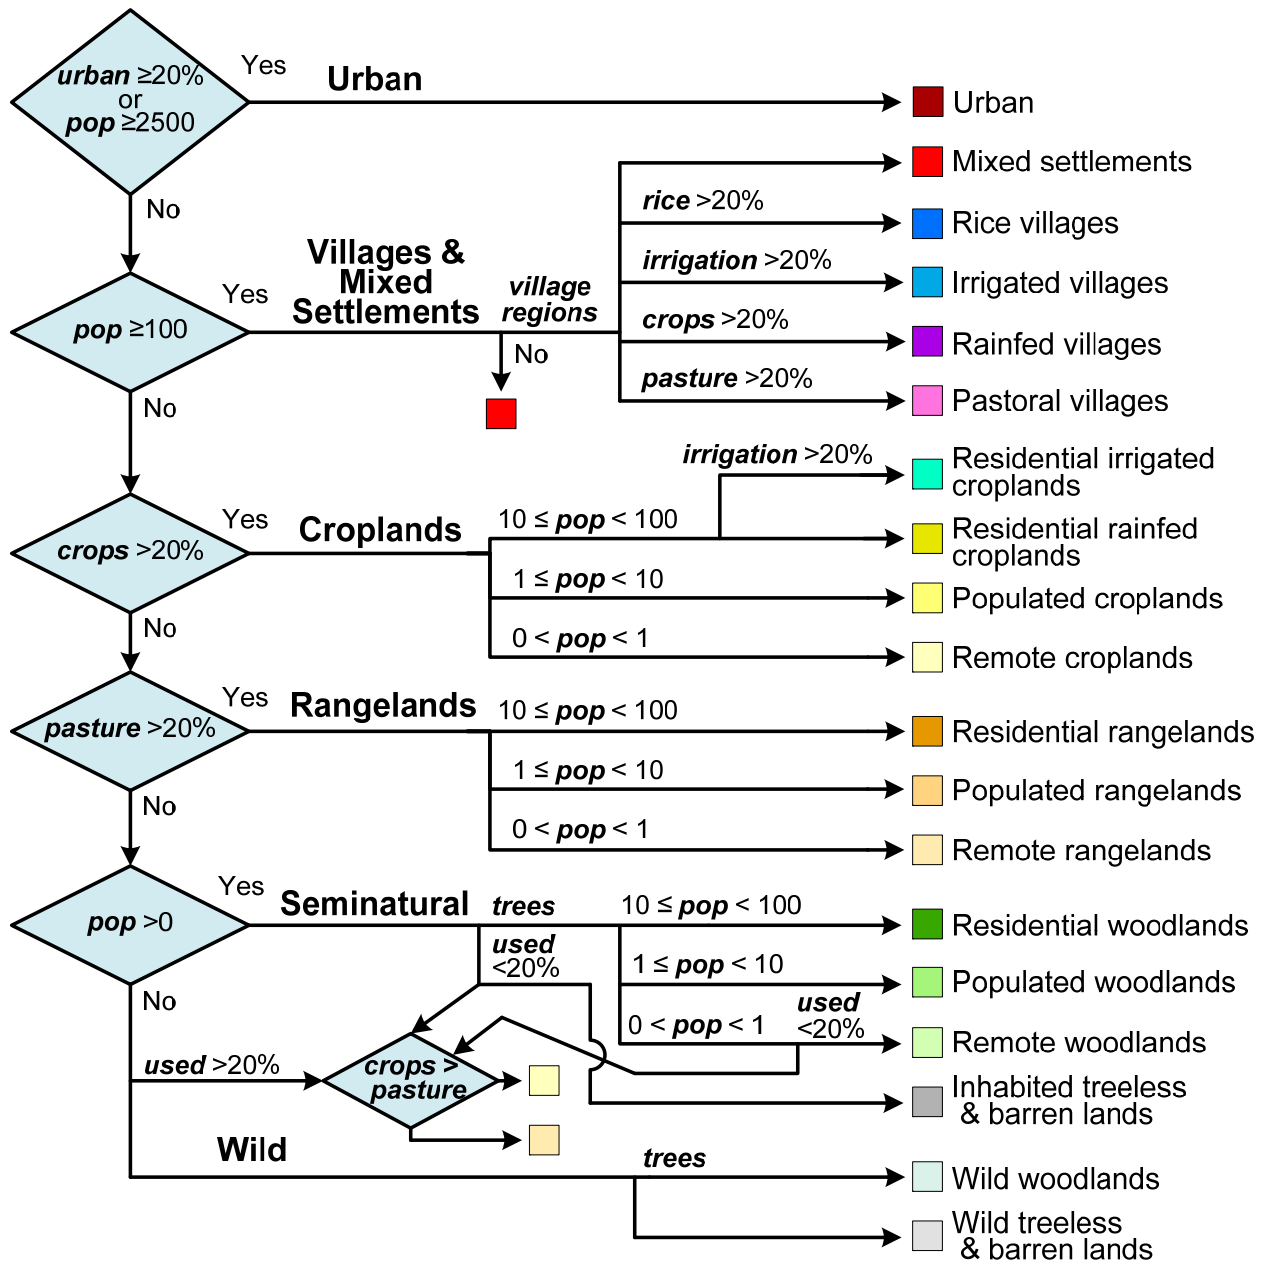 urban ≥20%
or
pop ≥2500
Yes
Urban
Urban
No
Mixed settlements
rice >20%
Rice villages
Villages &
Mixed
Settlements
irrigation >20%
Irrigated villages
pop ≥100
Yes
village
regions
No
crops >20%
Rainfed villages
pasture >20%
Pastoral villages
No
irrigation >20%
Residential irrigated
croplands
crops >20%
Yes
Croplands
10 ≤ pop < 100
Residential rainfed
croplands
1 ≤ pop < 10
Populated croplands
0 < pop < 1
Remote croplands
No
pasture >20%
Yes
Rangelands
10 ≤ pop < 100
Residential rangelands
1 ≤ pop < 10
Populated rangelands
0 < pop < 1
Remote rangelands
No
pop >0
Yes
Seminatural
trees
10 ≤ pop < 100
Residential woodlands
used
<20%
1 ≤ pop < 10
Populated woodlands
0 < pop < 1
used
<20%
Remote woodlands
No
used >20%
crops >
pasture
Inhabited treeless
& barren lands
Wild
trees
Wild woodlands
Wild treeless
& barren lands